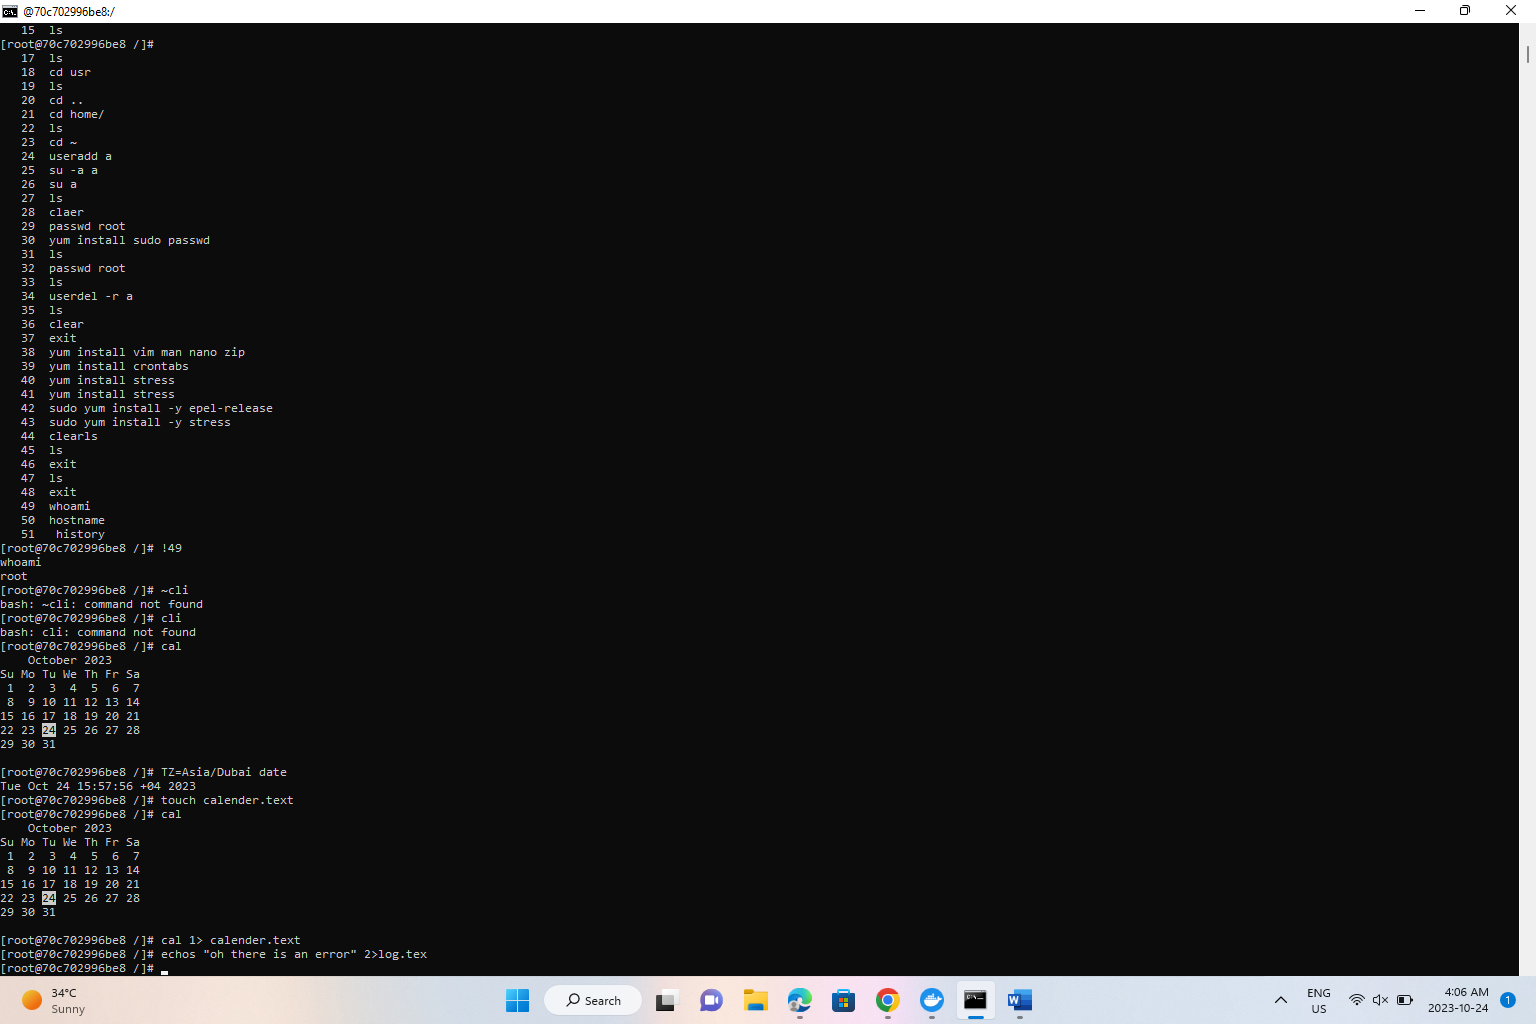 @70c702996be8:/
   15  ls
[root@70c702996be8 /]#
   17  ls
   18  cd usr
   19  ls
   20  cd ..
   21  cd home/
   22  ls
   23  cd ~
   24  useradd a
   25  su -a a
   26  su a
   27  ls
   28  claer
   29  passwd root
   30  yum install sudo passwd
   31  ls
   32  passwd root
   33  ls
   34  userdel -r a
   35  ls
   36  clear
   37  exit
   38  yum install vim man nano zip
   39  yum install crontabs
   40  yum install stress
   41  yum install stress
   42  sudo yum install -y epel-release
   43  sudo yum install -y stress
   44  clearls
   45  ls
   46  exit
   47  ls
   48  exit
   49  whoami
   50  hostname
   51   history
[root@70c702996be8 /]# !49
whoami
root
[root@70c702996be8 /]# ~cli
bash: ~cli: command not found
[root@70c702996be8 /]# cli
bash: cli: command not found
[root@70c702996be8 /]# cal
    October 2023
Su Mo Tu We Th Fr Sa
 1  2  3  4  5  6  7
 8  9 10 11 12 13 14
15 16 17 18 19 20 21
22 23 24 25 26 27 28
29 30 31
[root@70c702996be8 /]# TZ=Asia/Dubai date
Tue Oct 24 15:57:56 +04 2023
[root@70c702996be8 /]# touch calender.text
[root@70c702996be8 /]# cal
    October 2023
Su Mo Tu We Th Fr Sa
 1  2  3  4  5  6  7
 8  9 10 11 12 13 14
15 16 17 18 19 20 21
22 23 24 25 26 27 28
29 30 31
[root@70c702996be8 /]# cal 1> calender.text
[root@70c702996be8 /]# echos "oh there is an error" 2>log.tex
[root@70c702996be8 /]#
34°C
Sunny
Search
ENG
US
4:06 AM
2023-10-24
1